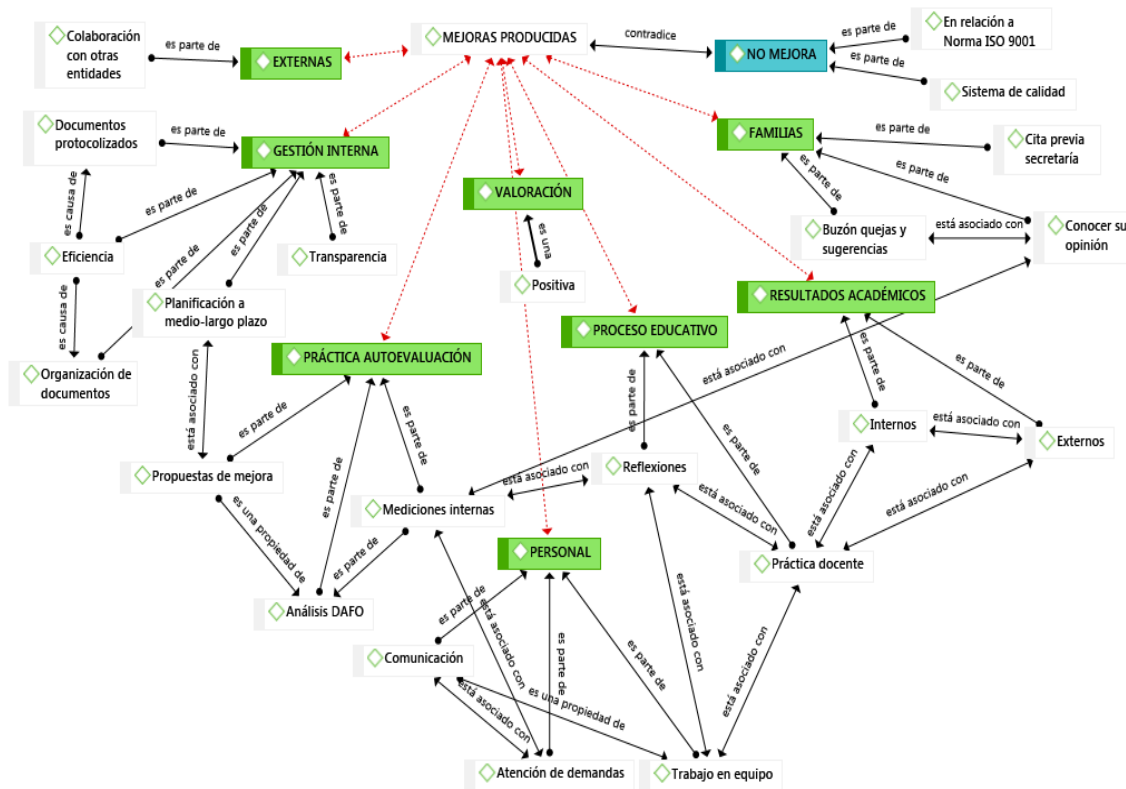 Colaboración
con otras
entidades
es parte de
EXTERNAS
MEJORAS PRODUCIDAS
contradice
NO MEJORA
es parte de
En relación a
Norma ISO 9001
es parte de
Sistema de calidad
Documentos
protocolizados
es parte de
GESTIÓN INTERNA
FAMILIAS
es parte de
Cita previa
secretaría
es causa de
es parte de
es parte de
es parte de
es parte de
VALORACIÓN
es una
Positiva
es parte de
Buzón quejas y
sugerencias
está asociado con
Conocer su
opinión
es parte de
Eficiencia
Transparencia
Planificación a
medio-largo plazo
es causa de
Organización de
documentos
RESULTADOS ACADÉMICOS
PROCESO EDUCATIVO
PRÁCTICA AUTOEVALUACIÓN
está asociado con
está asociado con
es parte de
es parte de
es parte de
es parte de
es parte de
es parte de
es parte de
Internos
está asociado con
Externos
Propuestas de mejora
Mediciones internas
está asociado con
Reflexiones
está asociado con
está asociado con
está asociado con
es una propiedad de
es parte de
PERSONAL
Práctica docente
Análisis DAFO
es parte de
está asociado con
es parte de
es parte de
está asociado con
está asociado con
Comunicación
está asociado con
es una propiedad de
Atención de demandas
Trabajo en equipo